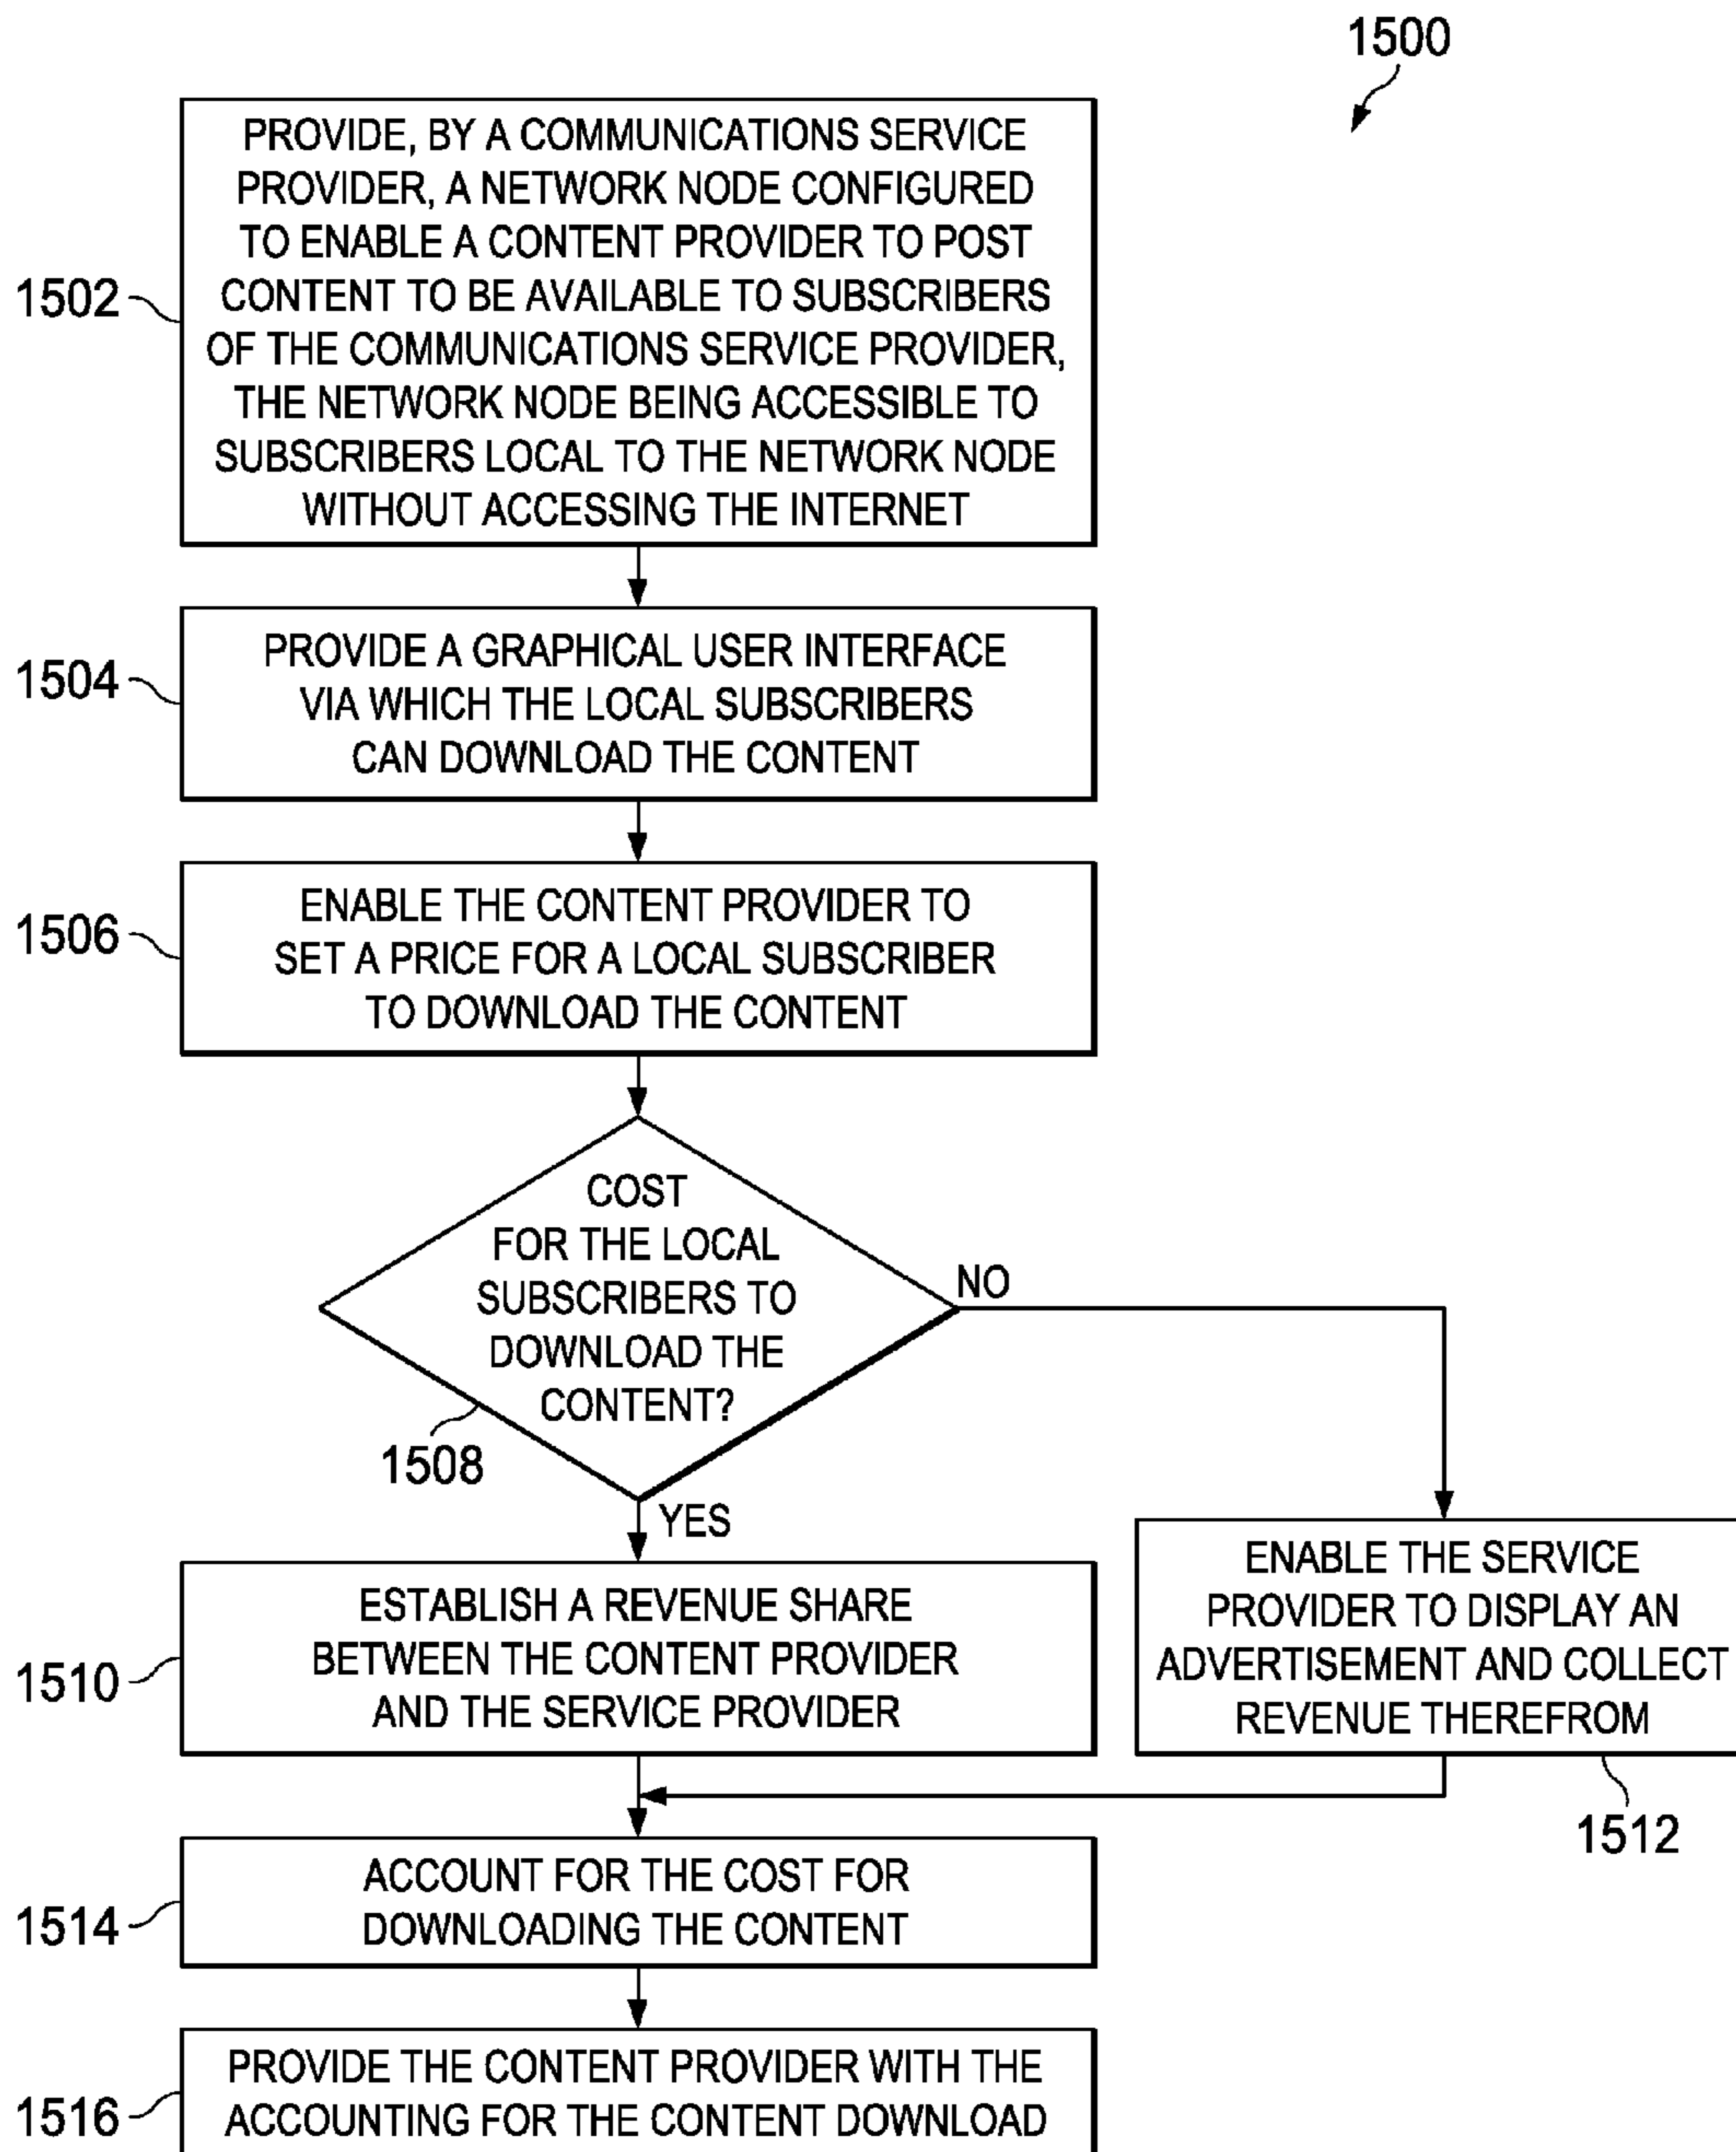 1500
PROVIDE, BY A COMMUNICATIONS SERVICE
PROVIDER, A NETWORK NODE CONFIGURED
TO ENABLE A CONTENT PROVIDER TO POST
CONTENT TO BE AVAILABLE TO SUBSCRIBERS
OF THE COMMUNICATIONS SERVICE PROVIDER,
THE NETWORK NODE BEING ACCESSIBLE TO
SUBSCRIBERS LOCAL TO THE NETWORK NODE
WITHOUT ACCESSING THE INTERNET
1502
PROVIDE A GRAPHICAL USER INTERFACE
VIA WHICH THE LOCAL SUBSCRIBERS
CAN DOWNLOAD THE CONTENT
1504
ENABLE THE CONTENT PROVIDER TO
SET A PRICE FOR A LOCAL SUBSCRIBER
TO DOWNLOAD THE CONTENT
1506
COST
FOR THE LOCAL
SUBSCRIBERS TO
DOWNLOAD THE
CONTENT?
1508
NO
YES
ESTABLISH A REVENUE SHARE
BETWEEN THE CONTENT PROVIDER
AND THE SERVICE PROVIDER
1510
ENABLE THE SERVICE
PROVIDER TO DISPLAY AN
ADVERTISEMENT AND COLLECT
REVENUE THEREFROM
1512
ACCOUNT FOR THE COST FOR
DOWNLOADING THE CONTENT
1514
PROVIDE THE CONTENT PROVIDER WITH THE
ACCOUNTING FOR THE CONTENT DOWNLOAD
1516